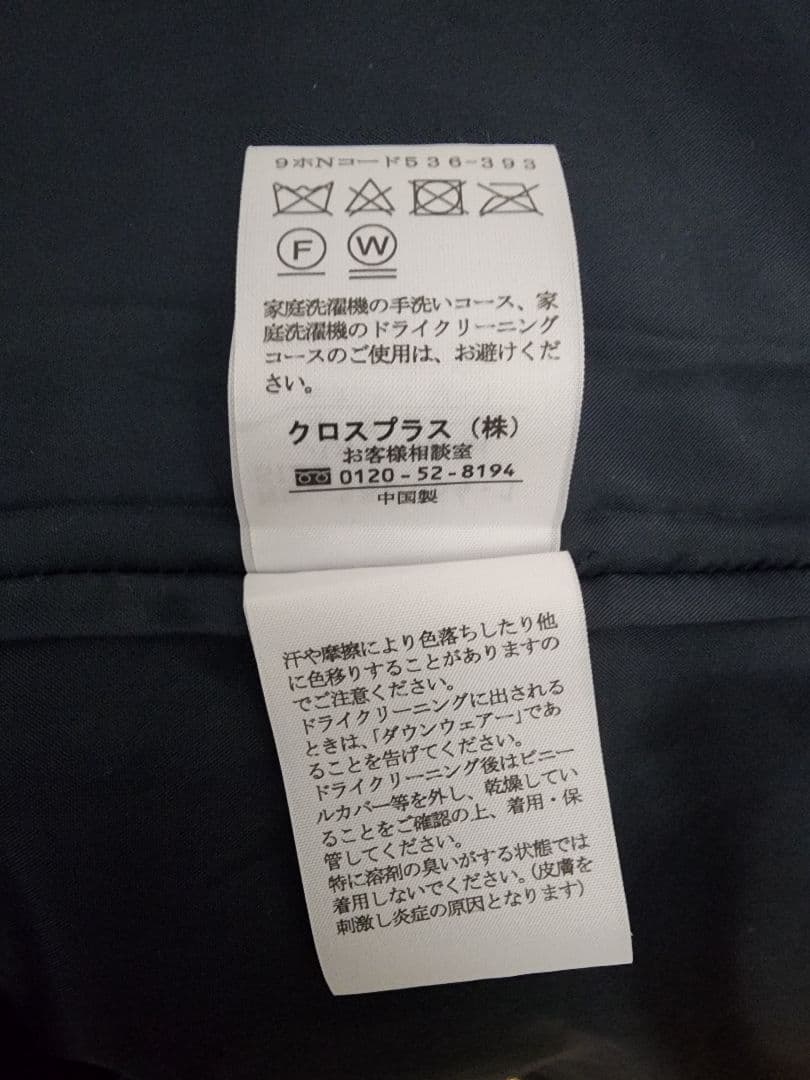 9ホNコード536-393
F W
家庭洗濯機の手洗いコース、家
庭洗濯機のドライクリーニング
コースのご使用は、お避けくだ
さい。
クロスプラス（株）
お客様相談室
0120-52-8194
中国製
汗や摩擦により色落ちしたり他
に色移りすることがありますの
でご注意ください。
ドライクリーニングに出される
ときは、「ダウンウェアー」であ
ることを告げてください。
ドライクリーニング後はビニー
ルカバー等を外し、乾燥してい
ることをご確認の上、着用・保
管してください。
特に溶剤の臭いがする状態では
着用しないでください。（皮膚を
刺激し炎症の原因となります）